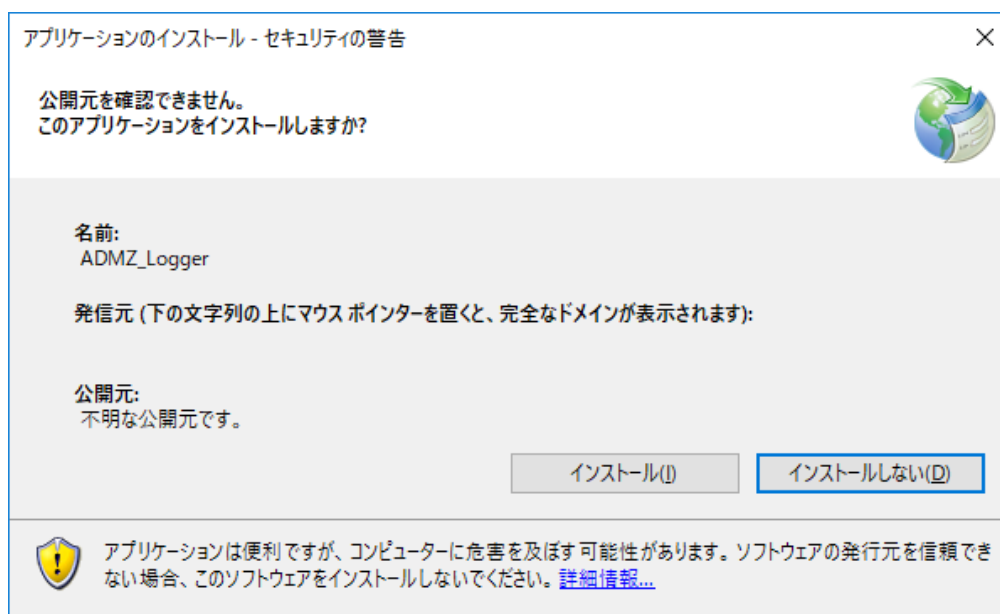 アプリケーションのインストール - セキュリティの警告
公開元を確認できません。
このアプリケーションをインストールしますか?
名前:
ADMZ_Logger
発信元 (下の文字列の上にマウス ポインターを置くと、完全なドメインが表示されます):
公開元:
不明な公開元です。
インストール(I)
インストールしない(D)
アプリケーションは便利ですが、コンピューターに危害を及ぼす可能性があります。ソフトウェアの発行元を信頼でき
ない場合、このソフトウェアをインストールしないでください。詳細情報...